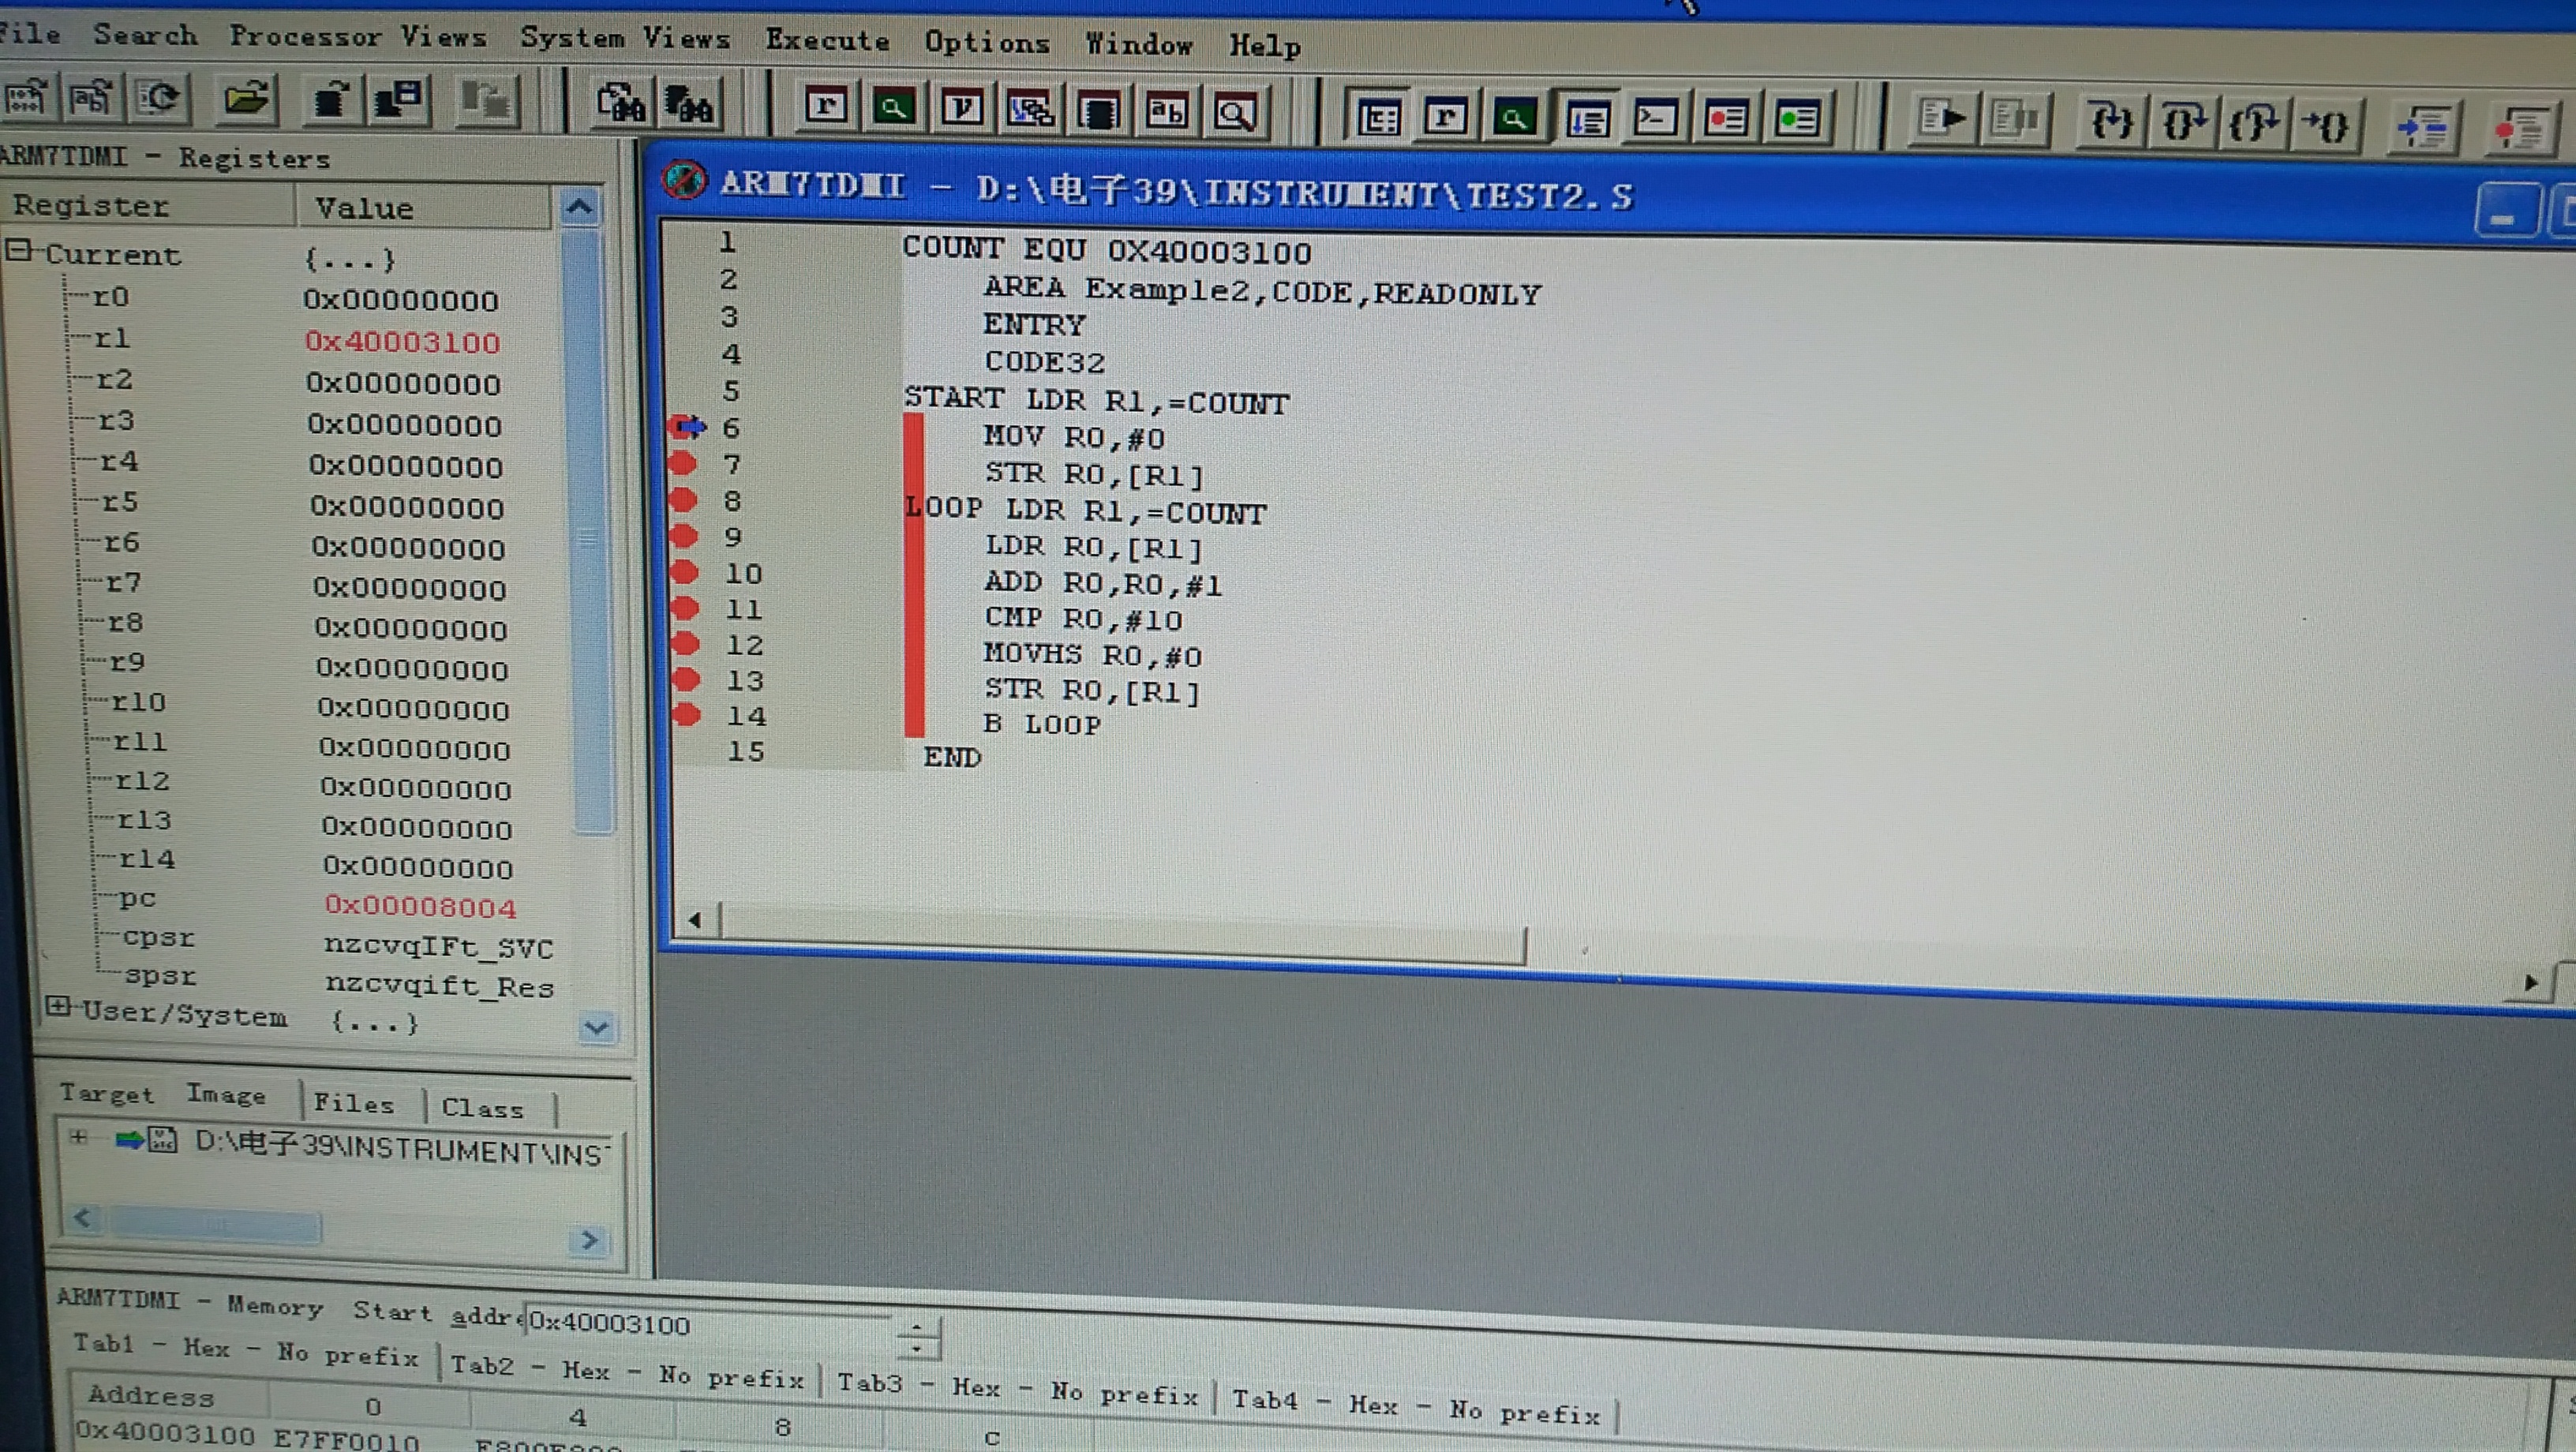 File Search Processor Views System Views Execute Options Window Help
ARM7TDMI - Registers
Register Value
Current {...}
r0 0x00000000
r1 0x40003100
r2 0x00000000
r3 0x00000000
r4 0x00000000
r5 0x00000000
r6 0x00000000
r7 0x00000000
r8 0x00000000
r9 0x00000000
r10 0x00000000
r11 0x00000000
r12 0x00000000
r13 0x00000000
r14 0x00000000
pc 0x00008004
cpsr nzcvqIFt_SVC
spsr nzcvqift_Res
User/System {...}
Target Image Files Class
D:\电子39\INSTRUMENT\INS
ARM7TDMI - D:\电子39\INSTRUMENT\TEST2.S
1 COUNT EQU 0X40003100
2 AREA Example2,CODE,READONLY
3 ENTRY
4 CODE32
5 START LDR R1,=COUNT
6 MOV R0,#0
7 STR R0,[R1]
8 LOOP LDR R1,=COUNT
9 LDR R0,[R1]
10 ADD R0,R0,#1
11 CMP R0,#10
12 MOVHS R0,#0
13 STR R0,[R1]
14 B LOOP
15 END
ARM7TDMI - Memory Start addre 0x40003100
Tab1 - Hex - No prefix Tab2 - Hex - No prefix Tab3 - Hex - No prefix Tab4 - Hex - No prefix
Address 0 4 8 C
0x40003100 E7FF0010